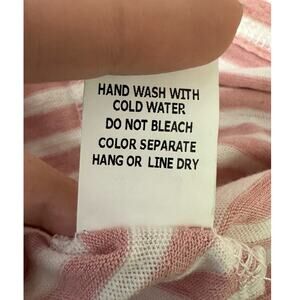 HAND WASH WITH
COLD WATER
DO NOT BLEACH
COLOR SEPARATE
HANG OR LINE DRY